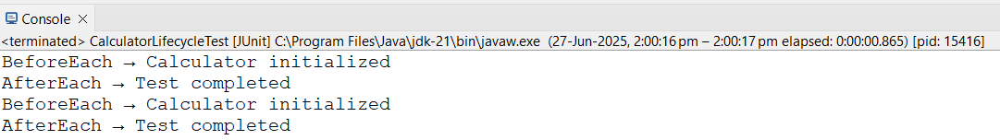 Console ×
<terminated> CalculatorLifecycleTest [JUnit] C:\Program Files\Java\jdk-21\bin\javaw.exe (27-Jun-2025, 2:00:16 pm – 2:00:17 pm elapsed: 0:00:00.865) [pid: 15416]
BeforeEach → Calculator initialized
AfterEach → Test completed
BeforeEach → Calculator initialized
AfterEach → Test completed